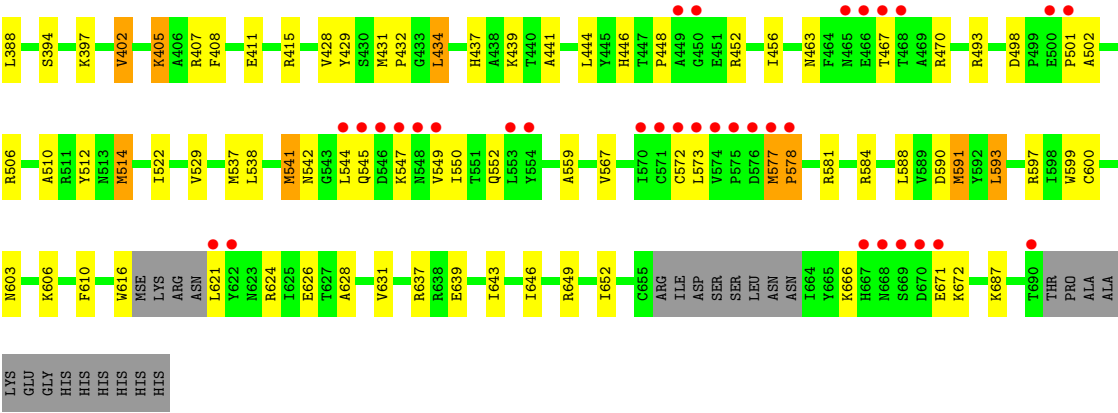 L388 S394 K397 V402 K405 A406 R407 F408 E411 R415 V428 Y429 S430 M431 P432 G433 L434 H437 A438 K439 T440 A441 L444 Y445 H446 T447 P448 A449 G450 E451 R452 I456 N463 F464 N465 E466 T467 T468 A469 R470 R493 D498 P499 E500 P501 A502
R506 A510 R511 Y512 N513 M514 I522 V529 M537 L538 M541 N542 G543 L544 Q545 D546 K547 N548 V549 I550 T551 Q552 L553 Y554 A559 V567 I570 C571 C572 L573 V574 P575 D576 M577 P578 R581 R584 L588 V589 D590 M591 Y592 L593 R597 I598 W599 C600
N603 K606 F610 W616 MSE LYS ARG ASN L621 Y622 N623 R624 I625 E626 T627 A628 V631 R637 R638 E639 I643 I646 R649 I652 C655 ARG ILE ASP SER SER LEU ASN ASN I664 Y665 K666 H667 N668 S669 D670 E671 K672 K687 T690 THR PRO ALA ALA
LYS GLU GLY HIS HIS HIS HIS HIS HIS